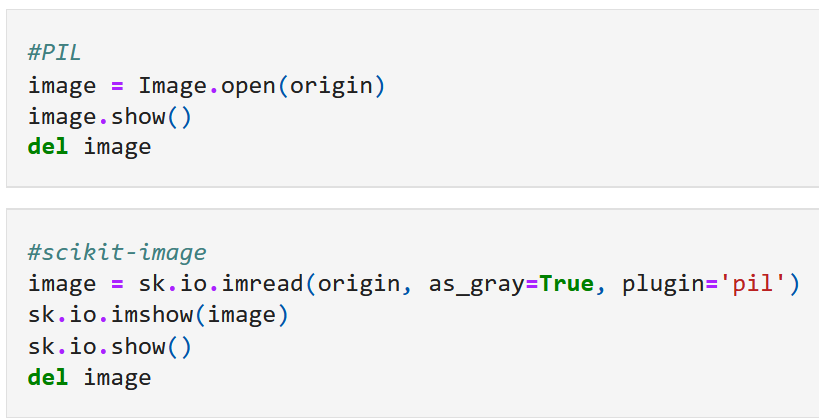 #PIL
image = Image.open(origin)
image.show()
del image
#scikit-image
image = sk.io.imread(origin, as_gray=True, plugin='pil')
sk.io.imshow(image)
sk.io.show()
del image